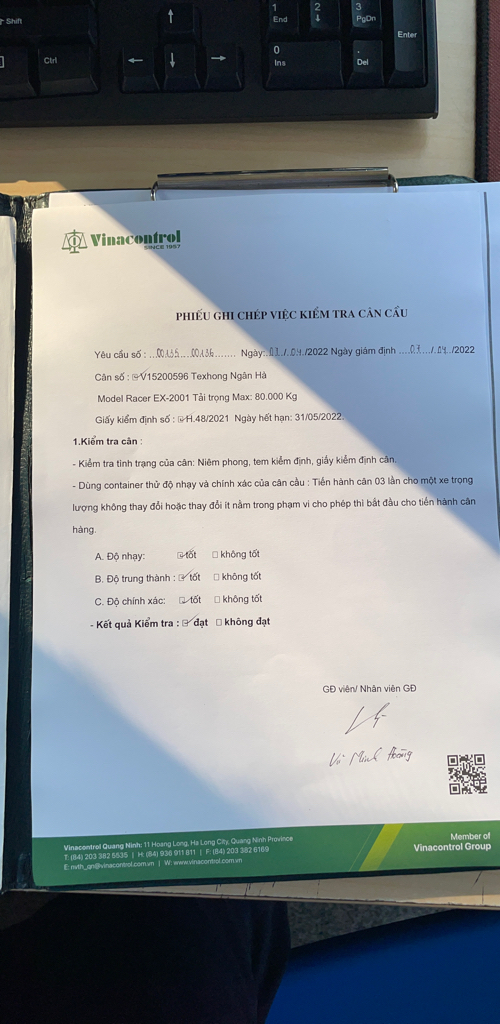 Shift
Ctrl
↑
← ↓ →
1
End
2
↓
3
PgDn
Enter
0
Ins
.
Del
Vinacontrol
SINCE 1957
PHIẾU GHI CHÉP VIỆC KIỂM TRA CÂN CẨU
Yêu cầu số : ...00135...00136....... Ngày:.07./.04./2022 Ngày giám định ....07..../.04../2022
Cân số : ☑V15200596 Texhong Ngân Hà
Model Racer EX-2001 Tải trọng Max: 80.000 Kg
Giấy kiểm định số : ☑H.48/2021 Ngày hết hạn: 31/05/2022.
1.Kiểm tra cân :
- Kiểm tra tình trạng của cân: Niêm phong, tem kiểm định, giấy kiểm định cân.
- Dùng container thử độ nhạy và chính xác của cân cầu : Tiến hành cân 03 lần cho một xe trọng
lượng không thay đổi hoặc thay đổi ít nằm trong phạm vi cho phép thì bắt đầu cho tiến hành cân
hàng.
A. Độ nhạy: ☑tốt ☐ không tốt
B. Độ trung thành : ☑ tốt ☐ không tốt
C. Độ chính xác: ☑tốt ☐ không tốt
- Kết quả Kiểm tra : ☑ đạt ☐ không đạt
GĐ viên/ Nhân viên GĐ
Vũ Minh Hoàng
Vinacontrol Quang Ninh: 11 Hoang Long, Ha Long City, Quang Ninh Province
T: (84) 203 382 5535 | H: (84) 936 911 811 | F: (84) 203 382 6169
E: nvth_qn@vinacontrol.com.vn | W: www.vinacontrol.com.vn
Member of
Vinacontrol Group